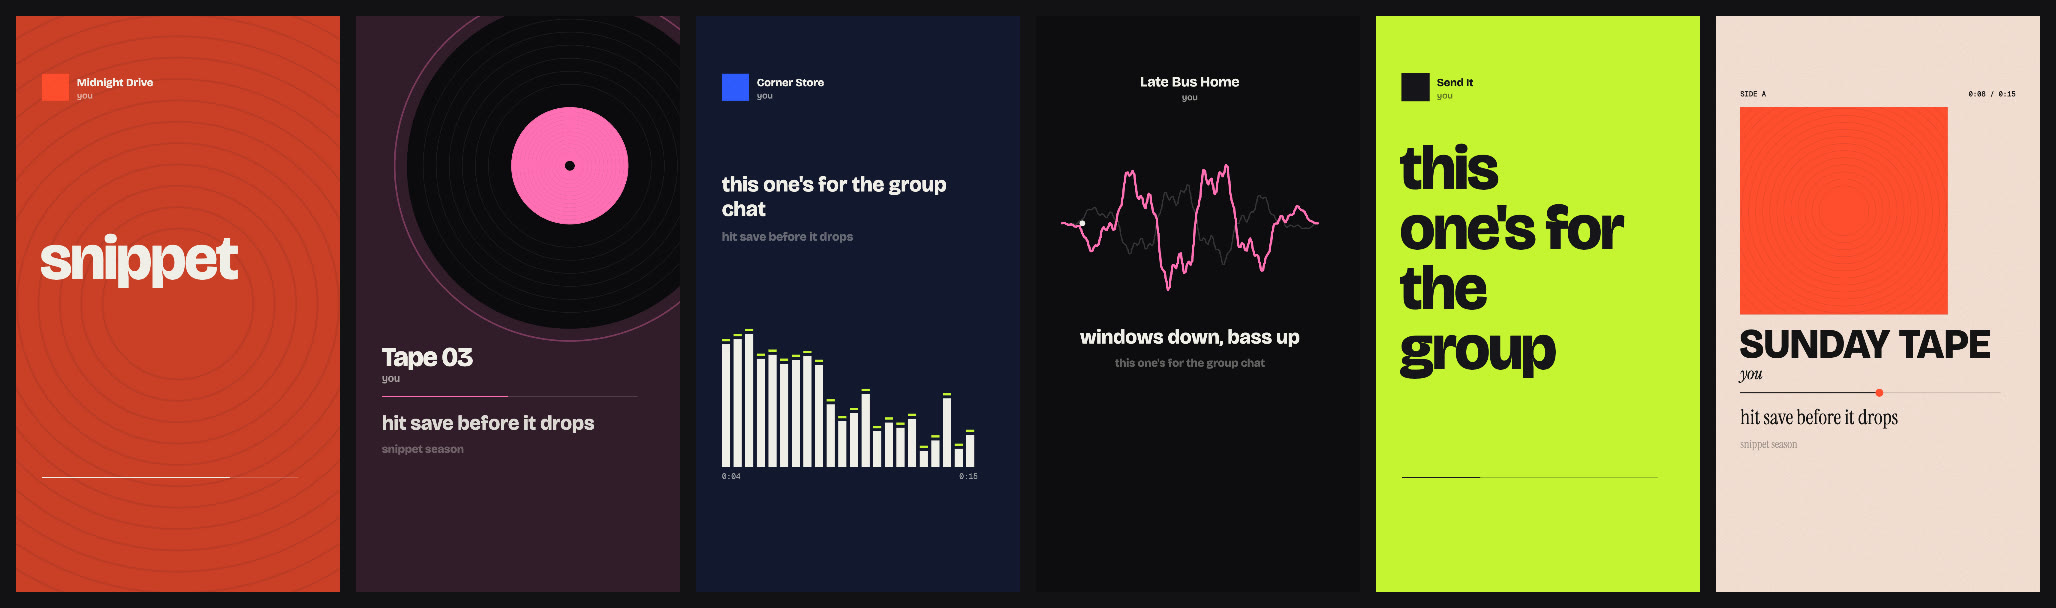 Midnight Drive
you
snippet
Tape 03
you
hit save before it drops
snippet season
Corner Store
you
this one's for the group
chat
hit save before it drops
0:04
0:15
Late Bus Home
you
windows down, bass up
this one's for the group chat
Send It
you
this
one's for
the
group
SIDE A
0:08 / 0:15
SUNDAY TAPE
you
hit save before it drops
snippet season